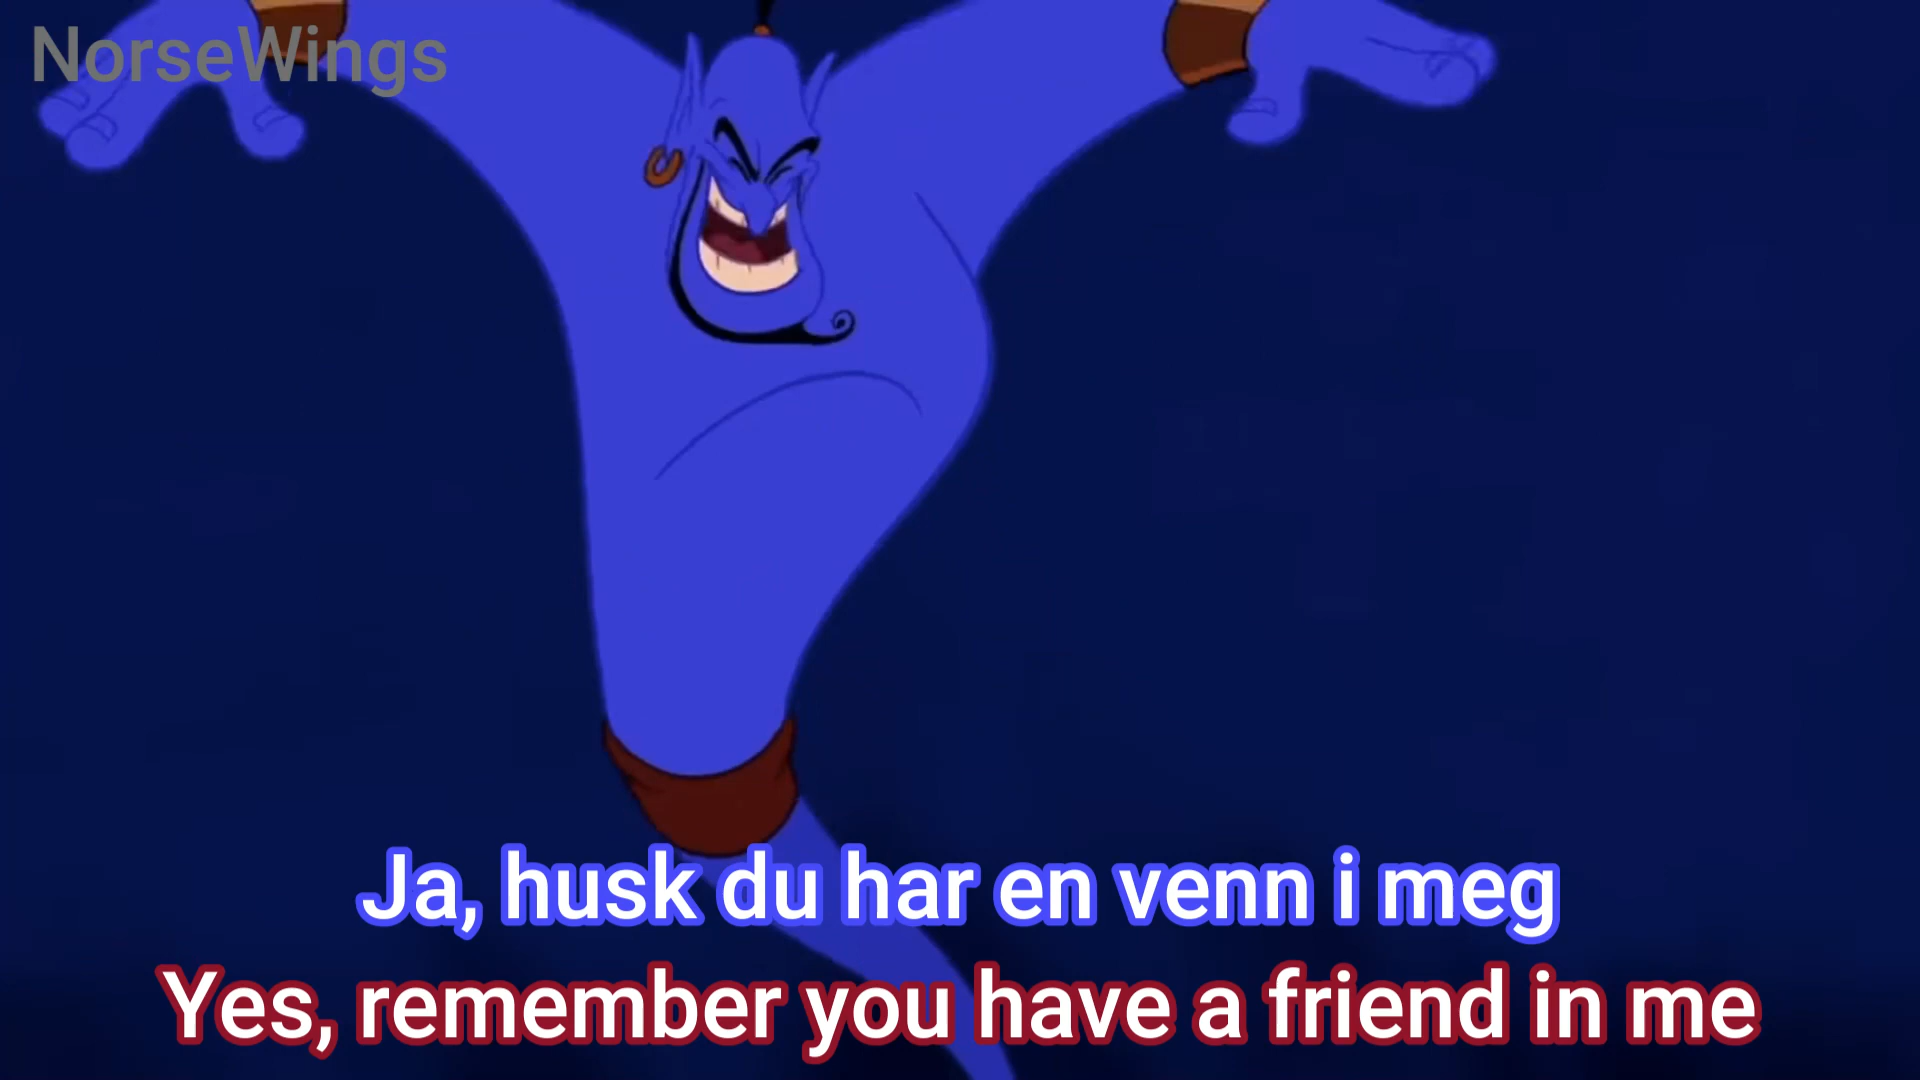 NorseWings
Ja, husk du har en venn i meg
Yes, remember you have a friend in me